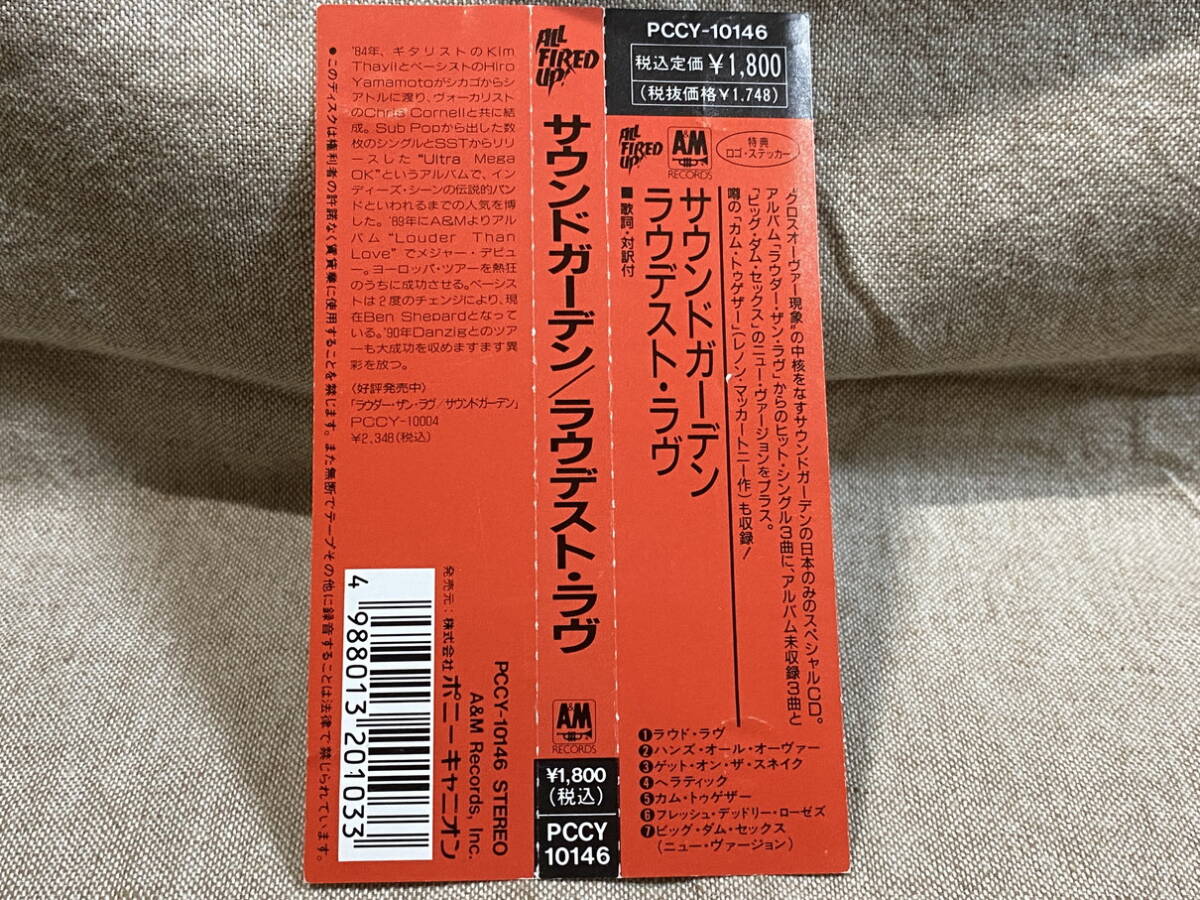 PCCY-10146
税込定価¥1,800
(税抜価格¥1,748)
ALL
FIRED
UP!
A&M
RECORDS
特典
ロゴ・ステッカー
サウンドガーデン
ラウデスト・ラヴ
■歌詞・対訳付
“クロスオーヴァー現象”の中核をなすサウンドガーデンの日本のみのスペシャルCD。
アルバム「ラウダー・ザン・ラヴ」からのヒット・シングル3曲に、アルバム未収録3曲と
「ビッグ・ダム・セックス」のニュー・ヴァージョンをプラス。
噂の「カム・トゥゲザー」(レノン・マッカートニー作)も収録!
❶ラウド・ラヴ
❷ハンズ・オール・オーヴァー
❸ゲット・オン・ザ・スネイク
❹ヘラティック
❺カム・トゥゲザー
❻フレッシュ・デッドリー・ローゼズ
❼ビッグ・ダム・セックス
(ニュー・ヴァージョン)
ALL
FIRED
UP!
サウンドガーデン/ラウデスト・ラヴ
A&M
RECORDS
¥1,800
(税込)
PCCY
10146
'84年、ギタリストのKim
ThayilとベーシストのHiro
Yamamotoがシカゴからシ
アトルに渡り、ヴォーカリスト
のChris Cornellと共に結
成。Sub Popから出した数
枚のシングルとSSTからリリ
ースした“Ultra Mega
OK”というアルバムで、イン
ディーズ・シーンの伝説的バン
ドといわれるまでの人気を博
した。'89年にA&Mよりアル
バム“Louder Than
Love”でメジャー・デビュ
ー。ヨーロッパ・ツアーを熱狂
のうちに成功させる。ベーシス
トは2度のチェンジにより、現
在Ben Shepardとなって
いる。'90年Danzigとのツア
ーも大成功を収めますます異
彩を放つ。
〈好評発売中〉
「ラウダー・ザン・ラヴ/サウンドガーデン」
PCCY-10004
¥2,348(税込)
●このディスクは権利者の許諾なく賃貸業に使用することを禁じます。また無断でテープその他に録音することは法律で禁じられています。
4 988013 201033
発売元:株式会社ポニーキャニオン
A&M Records, Inc.
PCCY-10146 STEREO